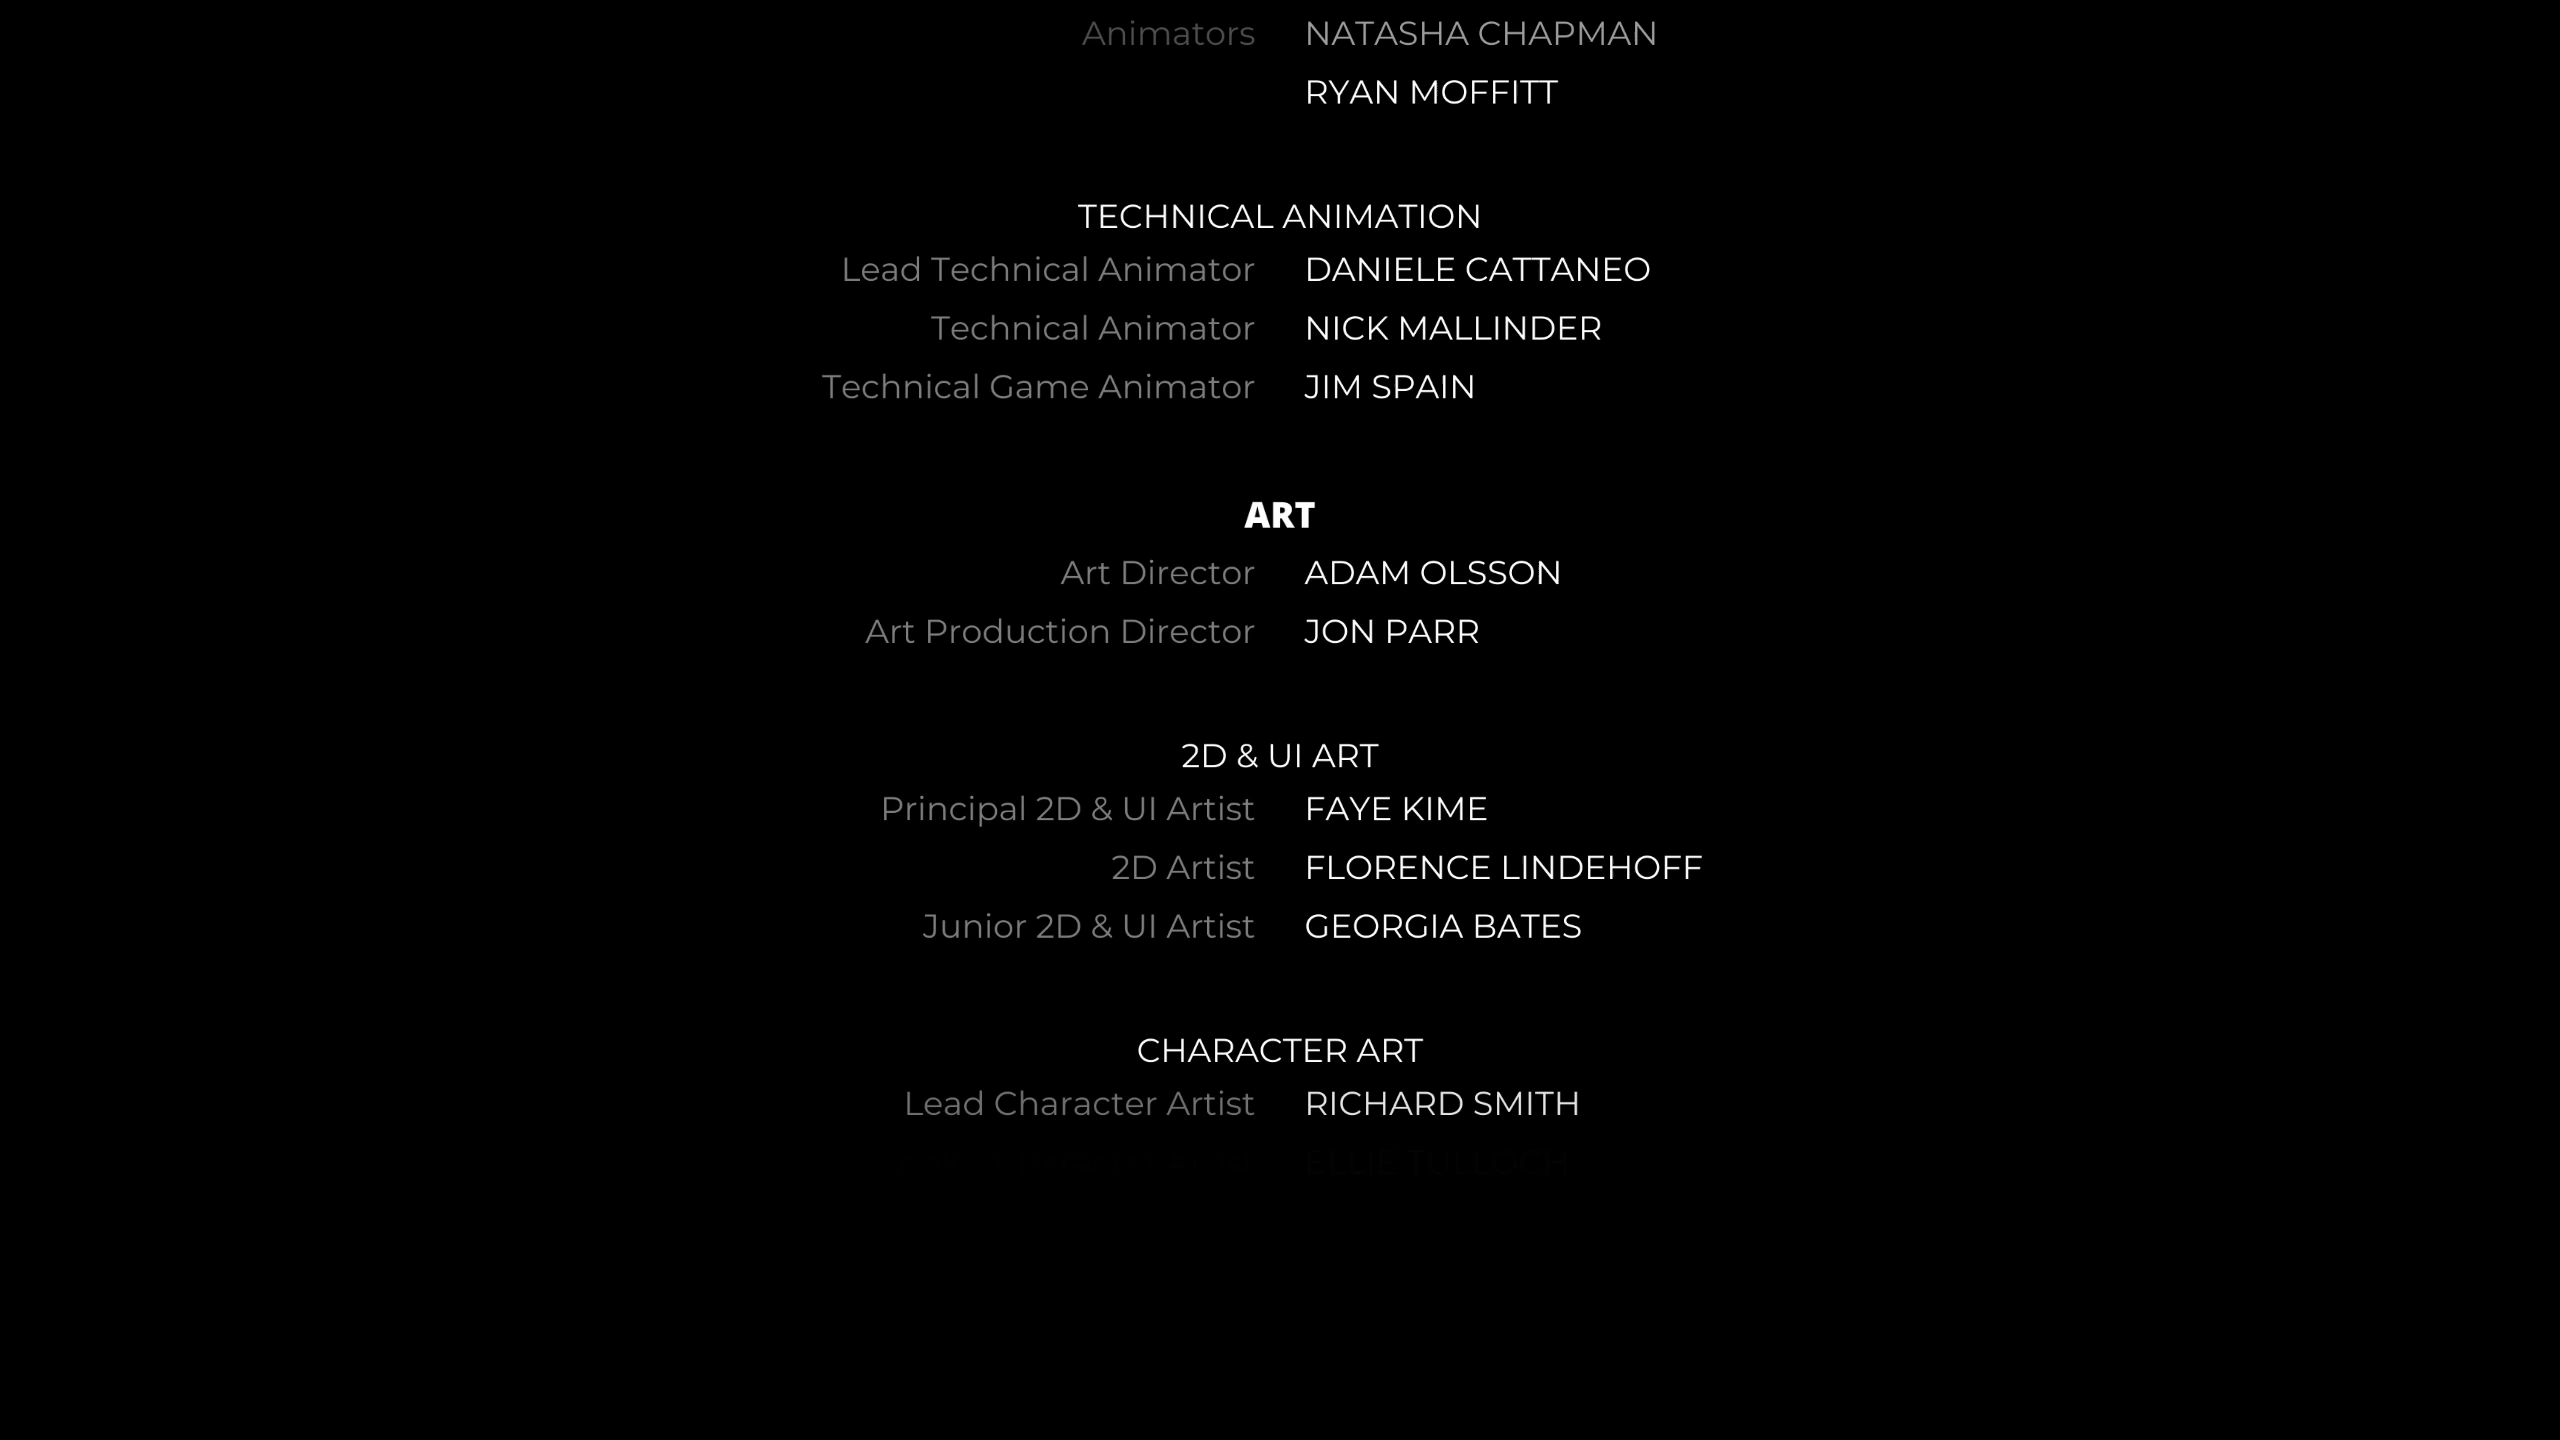 Animators NATASHA CHAPMAN
RYAN MOFFITT
TECHNICAL ANIMATION
Lead Technical Animator DANIELE CATTANEO
Technical Animator NICK MALLINDER
Technical Game Animator JIM SPAIN
ART
Art Director ADAM OLSSON
Art Production Director JON PARR
2D & UI ART
Principal 2D & UI Artist FAYE KIME
2D Artist FLORENCE LINDEHOFF
Junior 2D & UI Artist GEORGIA BATES
CHARACTER ART
Lead Character Artist RICHARD SMITH
ELLIE TULLOCH